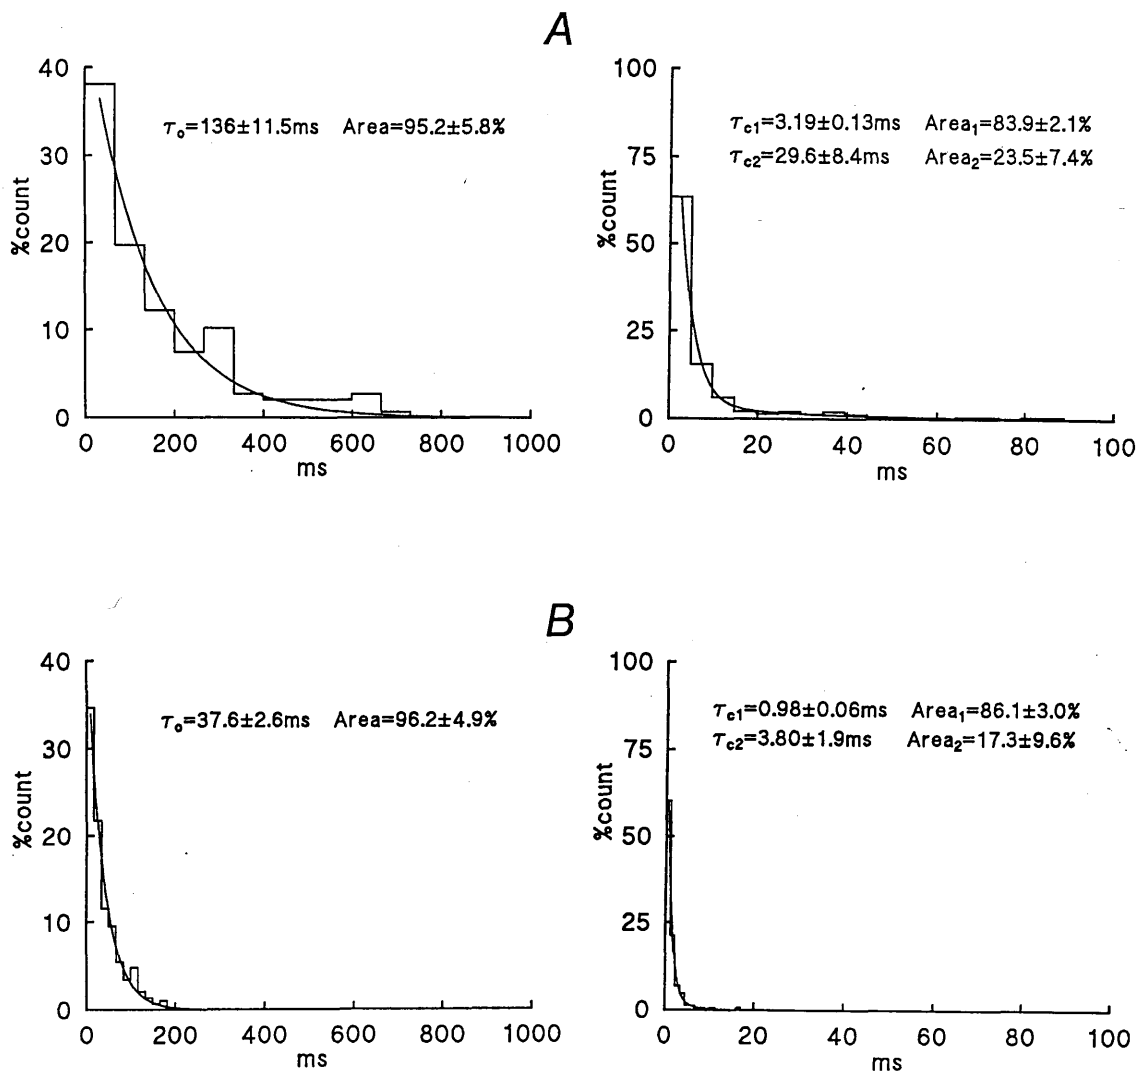 A
40
30
20
10
0
%count
τo=136±11.5ms Area=95.2±5.8%
0 200 400 600 800 1000
ms
100
75
50
25
0
%count
τc1=3.19±0.13ms Area1=83.9±2.1%
τc2=29.6±8.4ms Area2=23.5±7.4%
0 20 40 60 80 100
ms
B
40
30
20
10
0
%count
τo=37.6±2.6ms Area=96.2±4.9%
0 200 400 600 800 1000
ms
100
75
50
25
0
%count
τc1=0.98±0.06ms Area1=86.1±3.0%
τc2=3.80±1.9ms Area2=17.3±9.6%
0 20 40 60 80 100
ms